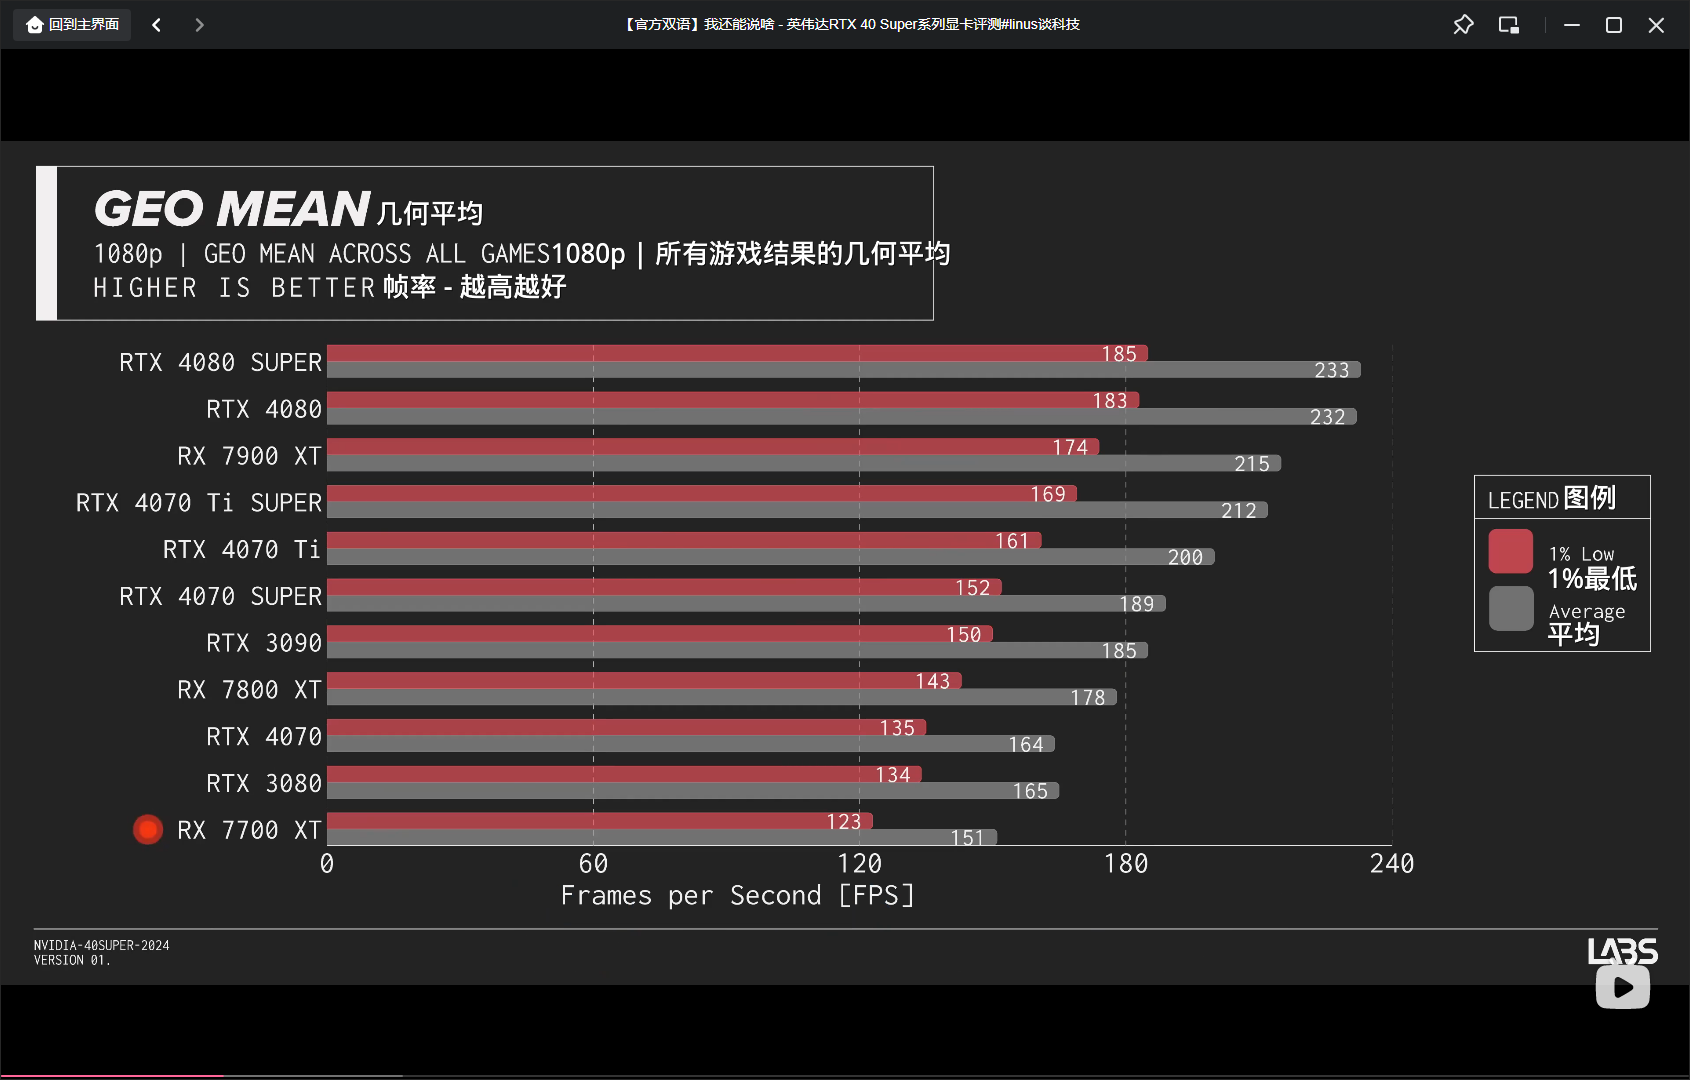 回到主界面
【官方双语】我还能说啥 - 英伟达RTX 40 Super系列显卡评测#linus谈科技
GEO MEAN 几何平均
1080p | GEO MEAN ACROSS ALL GAMES1080p | 所有游戏结果的几何平均
HIGHER IS BETTER 帧率 - 越高越好
RTX 4080 SUPER 185 233
RTX 4080 183 232
RX 7900 XT 174 215
RTX 4070 Ti SUPER 169 212
RTX 4070 Ti 161 200
RTX 4070 SUPER 152 189
RTX 3090 150 185
RX 7800 XT 143 178
RTX 4070 135 164
RTX 3080 134 165
RX 7700 XT 123 151
0 60 120 180 240
Frames per Second [FPS]
LEGEND 图例
1% Low
1%最低
Average
平均
NVIDIA-40SUPER-2024
VERSION 01.
LABS